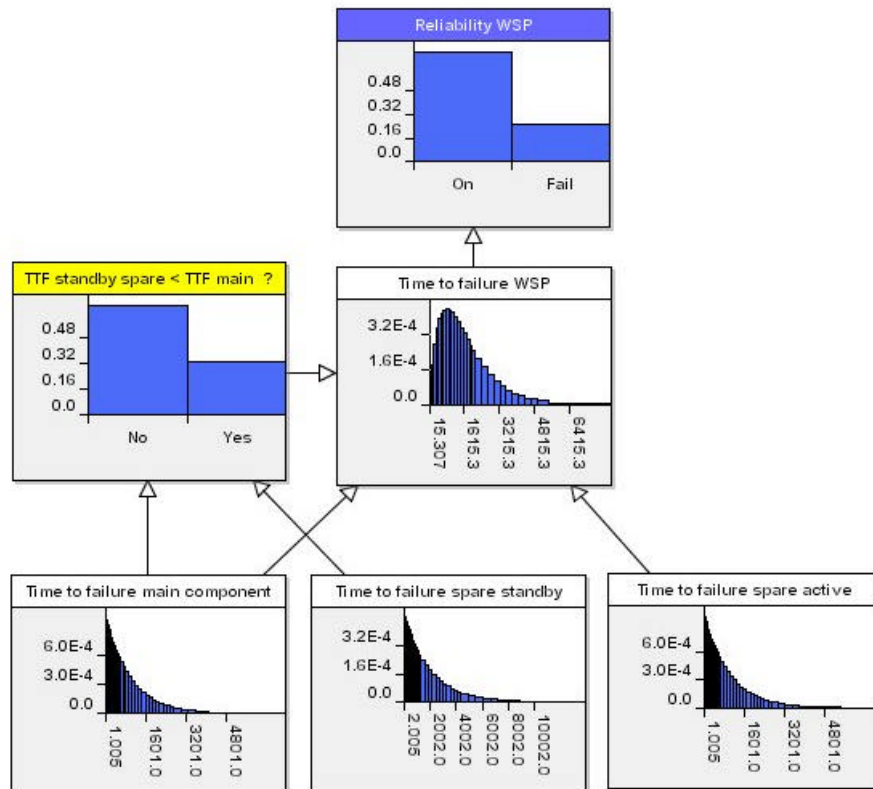 Reliability WSP
0.48
0.32
0.16
0.0
On Fail
TTF standby spare < TTF main ?
0.48
0.32
0.16
0.0
No Yes
Time to failure WSP
3.2E-4
1.6E-4
0.0
15.307
1615.3
3215.3
4815.3
6415.3
Time to failure main component
6.0E-4
3.0E-4
0.0
1.005
1601.0
3201.0
4801.0
Time to failure spare standby
3.2E-4
1.6E-4
0.0
2.005
2002.0
4002.0
6002.0
8002.0
10002.0
Time to failure spare active
6.0E-4
3.0E-4
0.0
1.005
1601.0
3201.0
4801.0